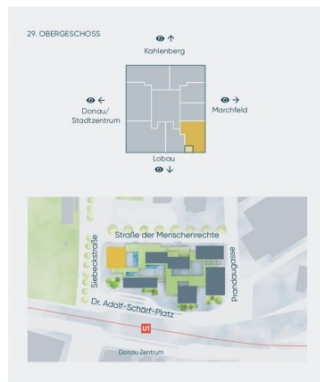 29. OBERGESCHOSS
Kahlenberg
Donau/
Stadtzentrum
Marchfeld
Lobau
Straße der Menschenrechte
Siebeckstraße
Prandaugasse
Dr. Adolf-Schärf-Platz
U1
Donau Zentrum